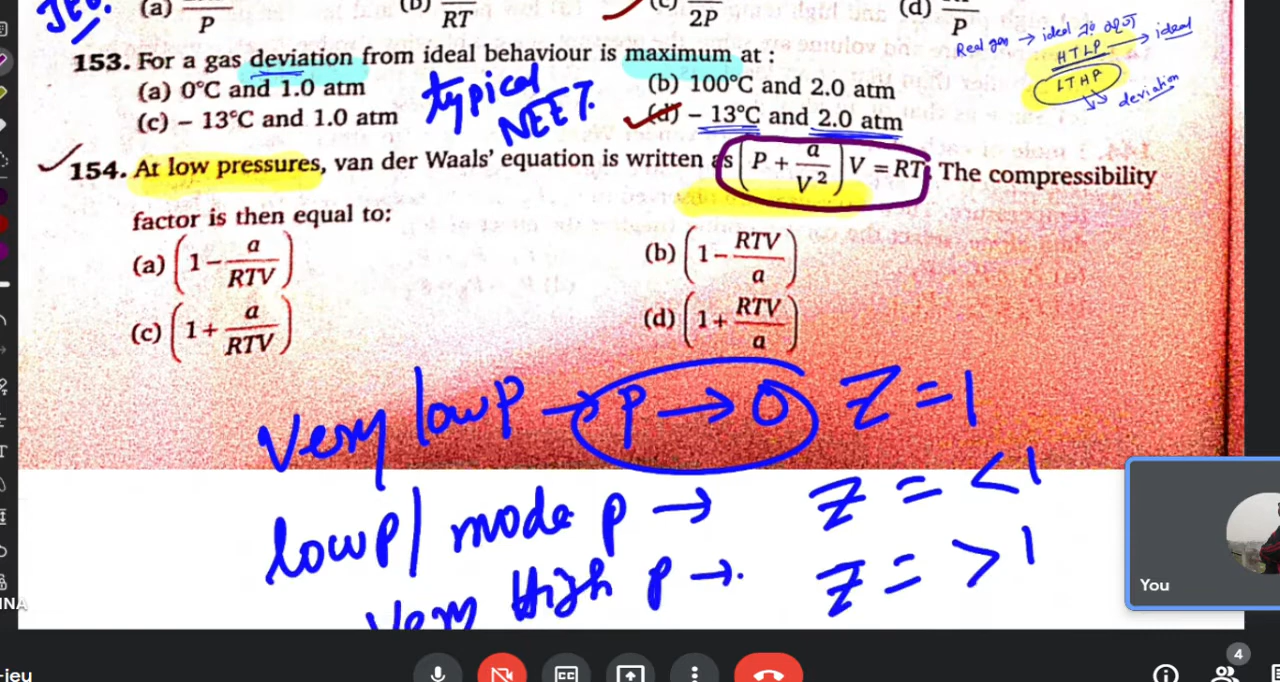 JEE.
(a) P
(b) RT
(c) 2P
(d) P
153. For a gas deviation from ideal behaviour is maximum at :
(a) 0°C and 1.0 atm
(b) 100°C and 2.0 atm
(c) – 13°C and 1.0 atm
(d) – 13°C and 2.0 atm
typical
NEET.
Real gas → ideal
HTLP → ideal
LTHP
↳ deviation
154. At low pressures, van der Waals' equation is written as (P + a/V²) V = RT. The compressibility
factor is then equal to:
(a) (1 – a/RTV)
(b) (1 – RTV/a)
(c) (1 + a/RTV)
(d) (1 + RTV/a)
Very low P → P → 0 Z = 1
low P / mode P → Z = <1
very High P → Z = >1
You
4